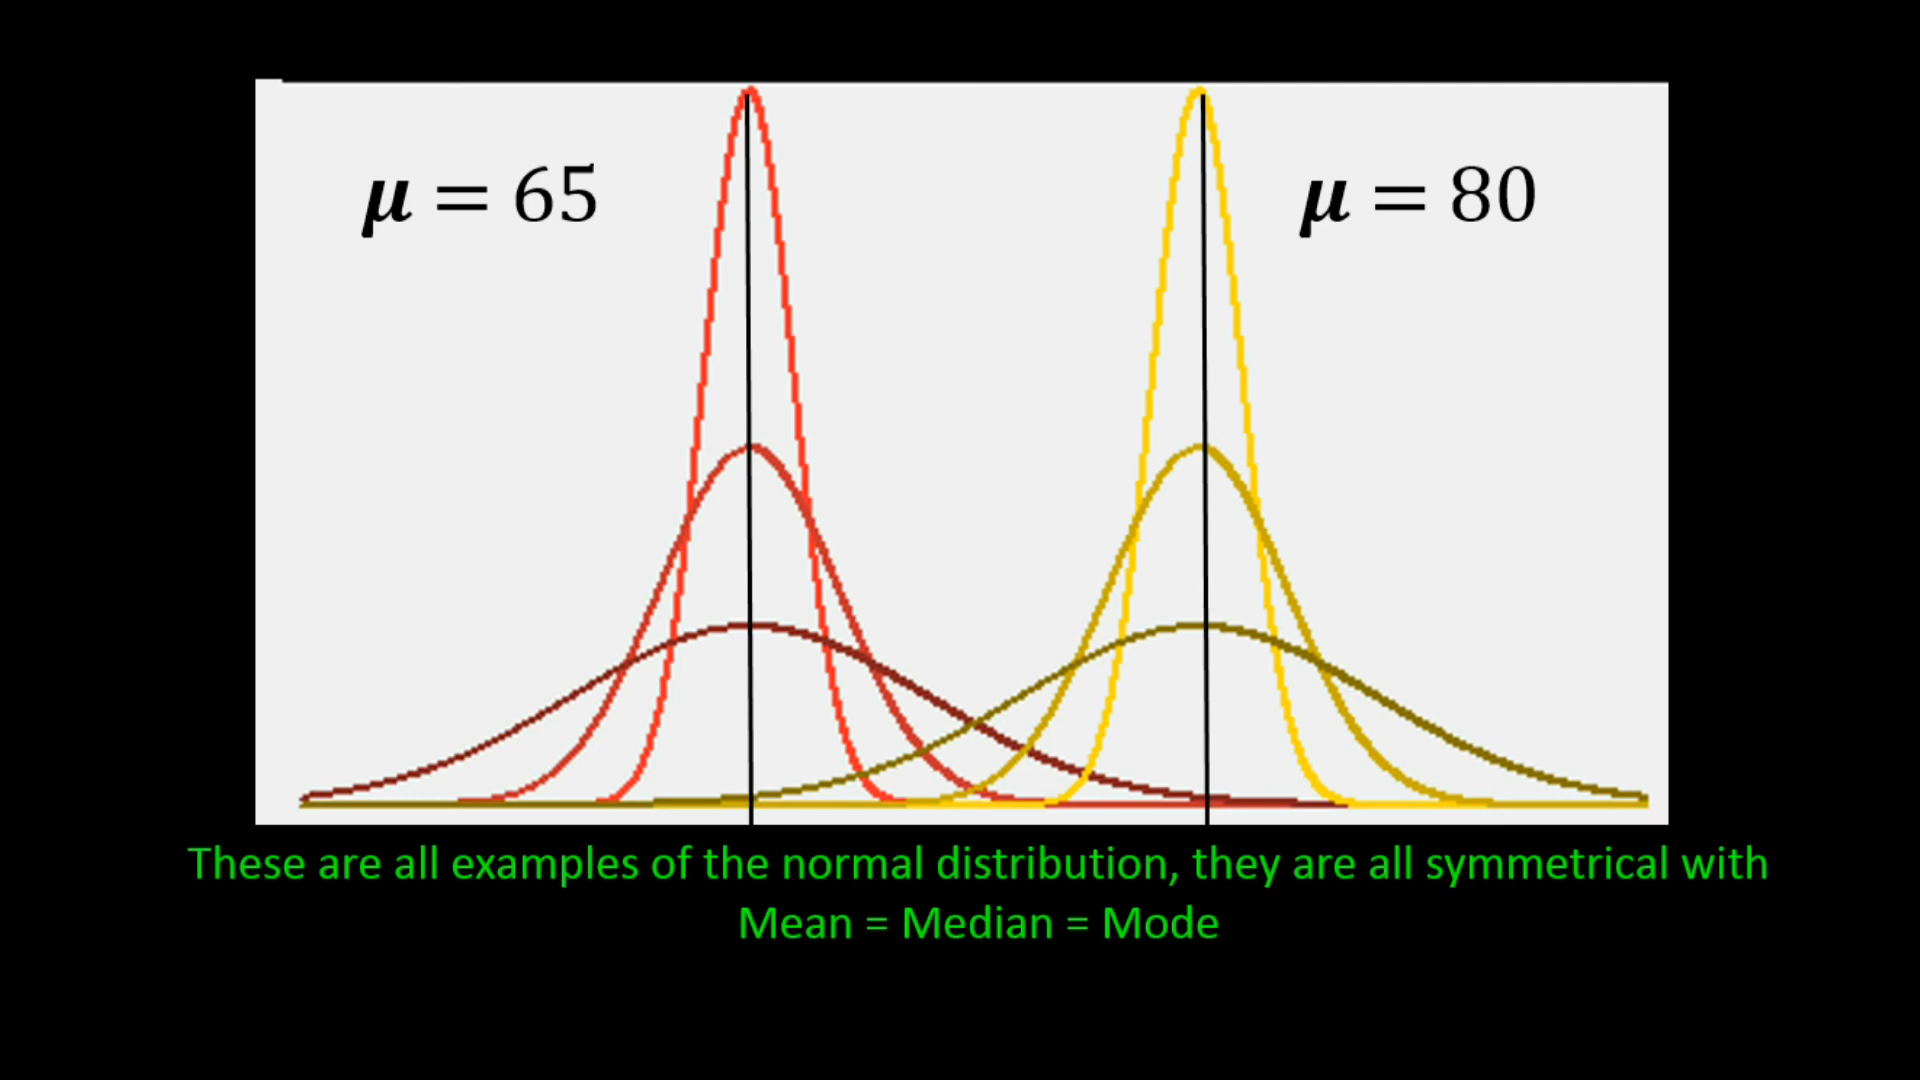 μ = 65
μ = 80
These are all examples of the normal distribution, they are all symmetrical with
Mean = Median = Mode